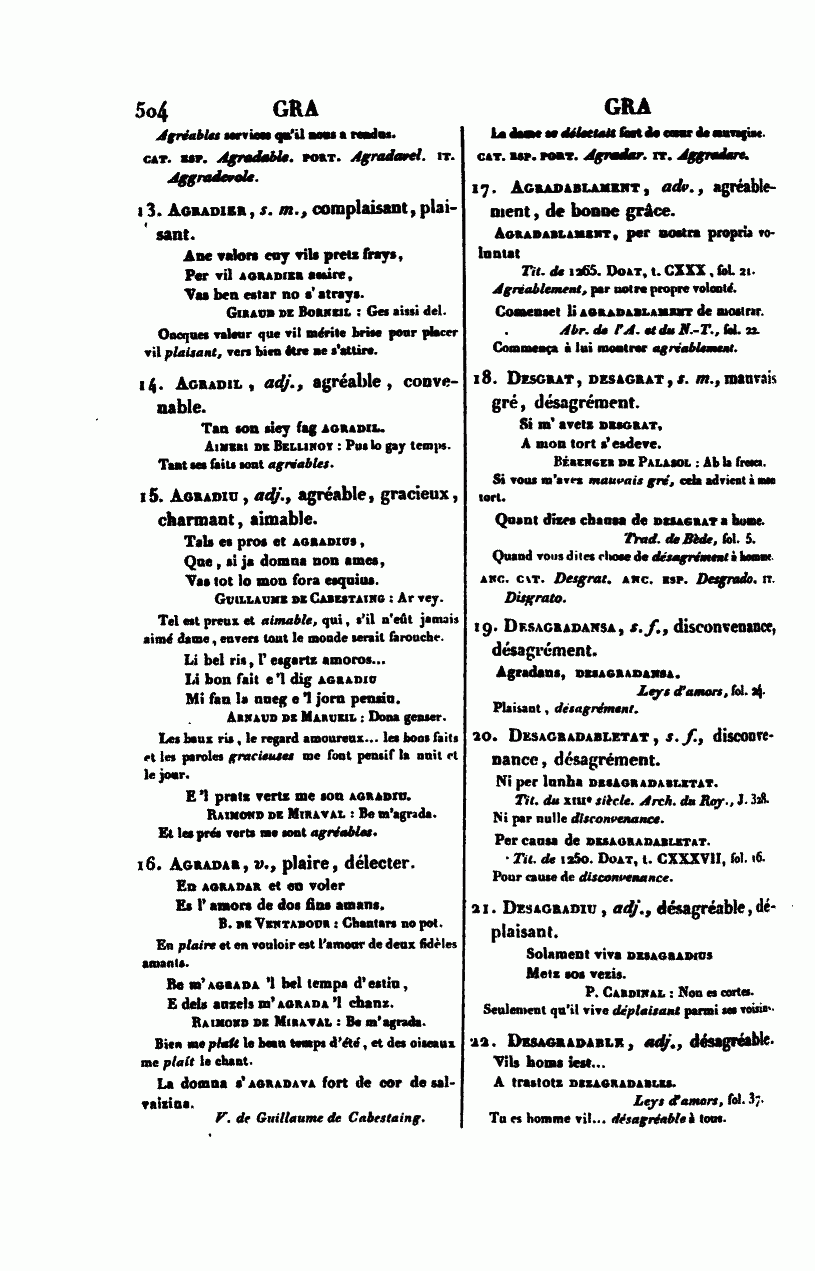 504 GRA
Agréables services qu'il nous a rendus.
CAT. ESP. Agradable. PORT. Agradavel. IT.
Aggradevole.
13. AGRADIER, s. m., complaisant, plai-
sant.
Anc valors cuy vils pretz frays,
Per vil AGRADIER assire,
Vas ben estar no s'atrays.
GIRAUD DE BORNEIL : Ges aissi del.
Oncques valeur que vil mérite brise pour placer
vil plaisant, vers bien être ne s'attire.
14. AGRADIL, adj., agréable, conve-
nable.
Tan son siey fag AGRADIL.
AIMERI DE BELLINOY : Pus lo gay temps.
Tant ses faits sont agréables.
15. AGRADIU, adj., agréable, gracieux,
charmant, aimable.
Tals es pros et AGRADIUS,
Que, si ja domna non ames,
Vas tot lo mon fora esquius.
GUILLAUME DE CABESTAING : Ar vey.
Tel est preux et aimable, qui, s'il n'eût jamais
aimé dame, envers tout le monde serait farouche.
Li bel ris, l'esgartz amoros...
Li bon fait e'l dig AGRADIU
Mi fan la nueg e'l jorn pensiu.
ARNAUD DE MARUEIL : Dona genser.
Les beaux ris, le regard amoureux... les bons faits
et les paroles gracieuses me font pensif la nuit et
le jour.
E'l pratz vertz me son AGRADIU.
RAIMOND DE MIRAVAL : Be m'agrada.
Et les prés verts me sont agréables.
16. AGRADAR, v., plaire, délecter.
En AGRADAR et en voler
Es l'amors de dos fins amans.
B. DE VENTADOUR : Chantars no pot.
En plaire et en vouloir est l'amour de deux fidèles
amants.
Be m'AGRADA 'l bel temps d'estiu,
E dels auzels m'AGRADA 'l chanz.
RAIMOND DE MIRAVAL : Be m'agrada.
Bien me plaît le beau temps d'été, et des oiseaux
me plaît le chant.
La domna s'AGRADAVA fort de cor de sal-
vaizina.
V. de Guillaume de Cabestaing.
GRA
La dame se délectait fort de cœur de sauvagine.
CAT. ESP. PORT. Agradar. IT. Aggradare.
17. AGRADABLAMENT, adv., agréable-
ment, de bonne grâce.
AGRADABLAMENT, per nostra propria vo-
luntat
Tit. de 1265. DOAT, t. CXXX, fol. 21.
Agréablement, par notre propre volonté.
Comenset li AGRADABLAMENT de mostrar.
Abr. de l'A. et du N.-T., fol. 22.
Commença à lui montrer agréablement.
18. DESGRAT, DESAGRAT, s. m., mauvais
gré, désagrément.
Si m'avetz DESGRAT,
A mon tort s'esdeve.
BÉRENGER DE PALASOL : Ab la fresca.
Si vous m'avez mauvais gré, cela advient à mon
tort.
Quant dizes chausa de DESAGRAT a home.
Trad. de Bède, fol. 5.
Quand vous dites chose de désagrément à homme.
ANC. CAT. Desgrat. ANC. ESP. Desgrado. IT.
Disgrato.
19. DESAGRADANSA, s. f., disconvenance,
désagrément.
Agradans, DESAGRADANSA.
Leys d'amors, fol. 24.
Plaisant, désagrément.
20. DESAGRADABLETAT, s. f., disconve-
nance, désagrément.
Ni per lunha DESAGRADABLETAT.
Tit. du XIIIe siècle. Arch. du Roy., J. 328.
Ni par nulle disconvenance.
Per causa de DESAGRADABLETAT.
Tit. de 1250. DOAT, t. CXXXVII, fol. 16.
Pour cause de disconvenance.
21. DESAGRADIU, adj., désagréable, dé-
plaisant.
Solament viva DESAGRADIUS
Metz sos vezis.
P. CARDINAL : Non es cortes.
Seulement qu'il vive déplaisant parmi ses voisins.
22. DESAGRADABLE, adj., désagréable.
Vils homs iest...
A trastotz DEZAGRADABLES.
Leys d'amors, fol. 37.
Tu es homme vil... désagréable à tous.